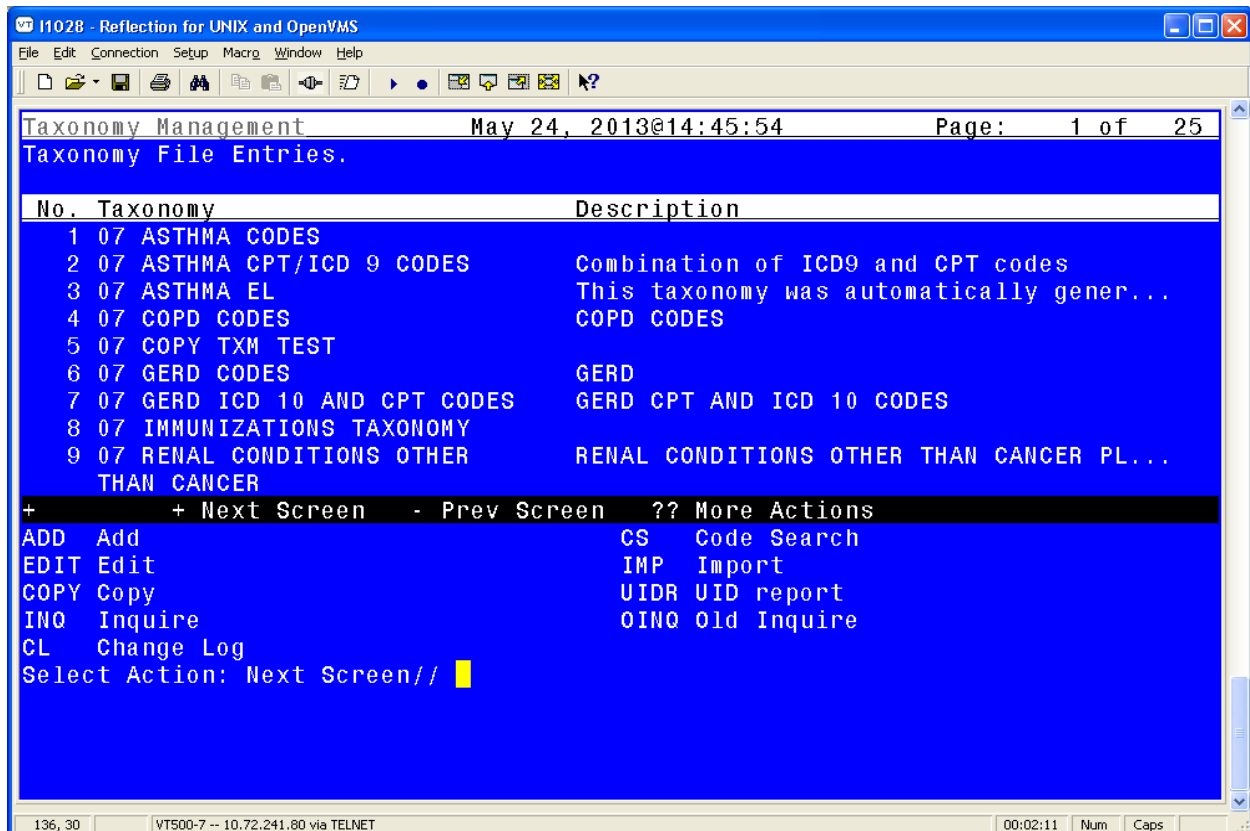 I1028 - Reflection for UNIX and OpenVMS
File Edit Connection Setup Macro Window Help
Taxonomy Management May 24, 2013@14:45:54 Page: 1 of 25
Taxonomy File Entries.
No. Taxonomy Description
1 07 ASTHMA CODES
2 07 ASTHMA CPT/ICD 9 CODES Combination of ICD9 and CPT codes
3 07 ASTHMA EL This taxonomy was automatically gener...
4 07 COPD CODES COPD CODES
5 07 COPY TXM TEST
6 07 GERD CODES GERD
7 07 GERD ICD 10 AND CPT CODES GERD CPT AND ICD 10 CODES
8 07 IMMUNIZATIONS TAXONOMY
9 07 RENAL CONDITIONS OTHER RENAL CONDITIONS OTHER THAN CANCER PL...
THAN CANCER
+ + Next Screen - Prev Screen ?? More Actions
ADD Add CS Code Search
EDIT Edit IMP Import
COPY Copy UIDR UID report
INQ Inquire OINQ Old Inquire
CL Change Log
Select Action: Next Screen//
136, 30 VT500-7 -- 10.72.241.80 via TELNET 00:02:11 Num Caps